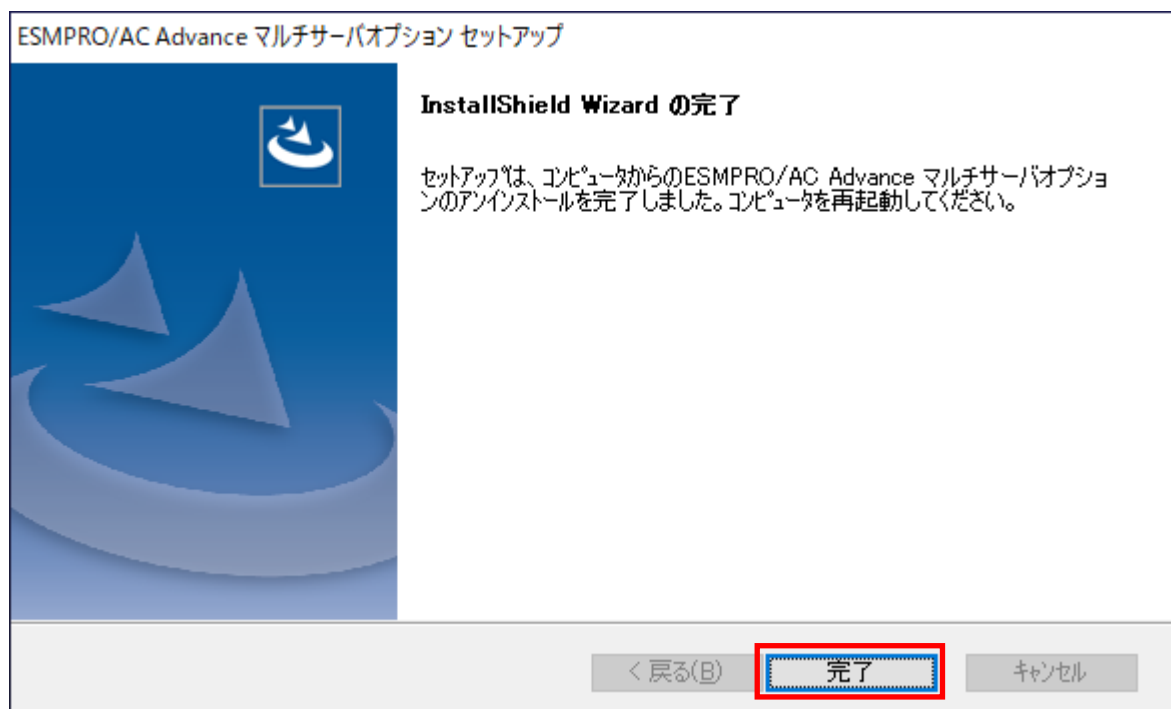 ESMPRO/AC Advance マルチサーバオプション セットアップ
InstallShield Wizard の完了
セットアップは、コンピュータからのESMPRO/AC Advance マルチサーバオプショ
ンのアンインストールを完了しました。コンピュータを再起動してください。
< 戻る(B)
完了
キャンセル